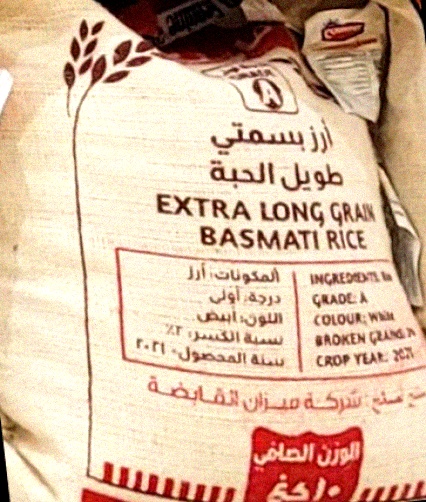 أرز بسمتي
طويل الحبة
EXTRA LONG GRAIN
BASMATI RICE
المكونات: أرز
درجة: أولى
اللون: أبيض
نسبة الكسر: ٢٪
سنة المحصول: ٢٠٢١
INGREDIENTS: Rice
GRADE: A
COLOUR: White
BROKEN GRAINS: 2%
CROP YEAR: 2021
شركة ميزان القابضة
الوزن الصافي
١٠ كغ